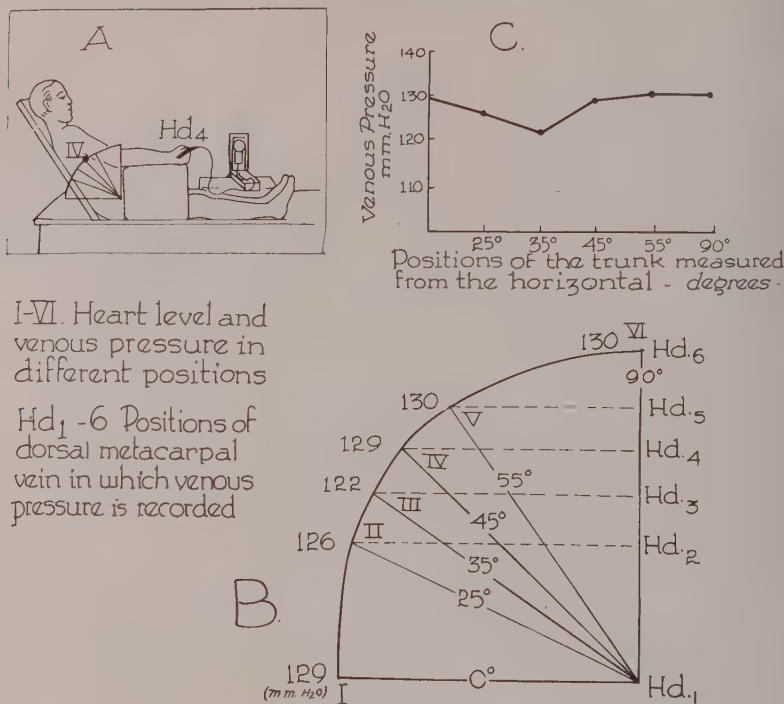 A
Hd4
IV
C.
Venous Pressure
mm. H₂O
140
130
120
110
25° 35° 45° 55° 90°
Positions of the trunk measured
from the horizontal - degrees.
I-VI. Heart level and
venous pressure in
different positions
Hd1 -6 Positions of
dorsal metacarpal
vein in which venous
pressure is recorded
B.
130 VI Hd.6
90°
130 V Hd.5
55°
129 IV Hd.4
45°
122 III Hd.3
35°
126 II Hd.2
25°
129 C° Hd.1
(mm. H₂O) I